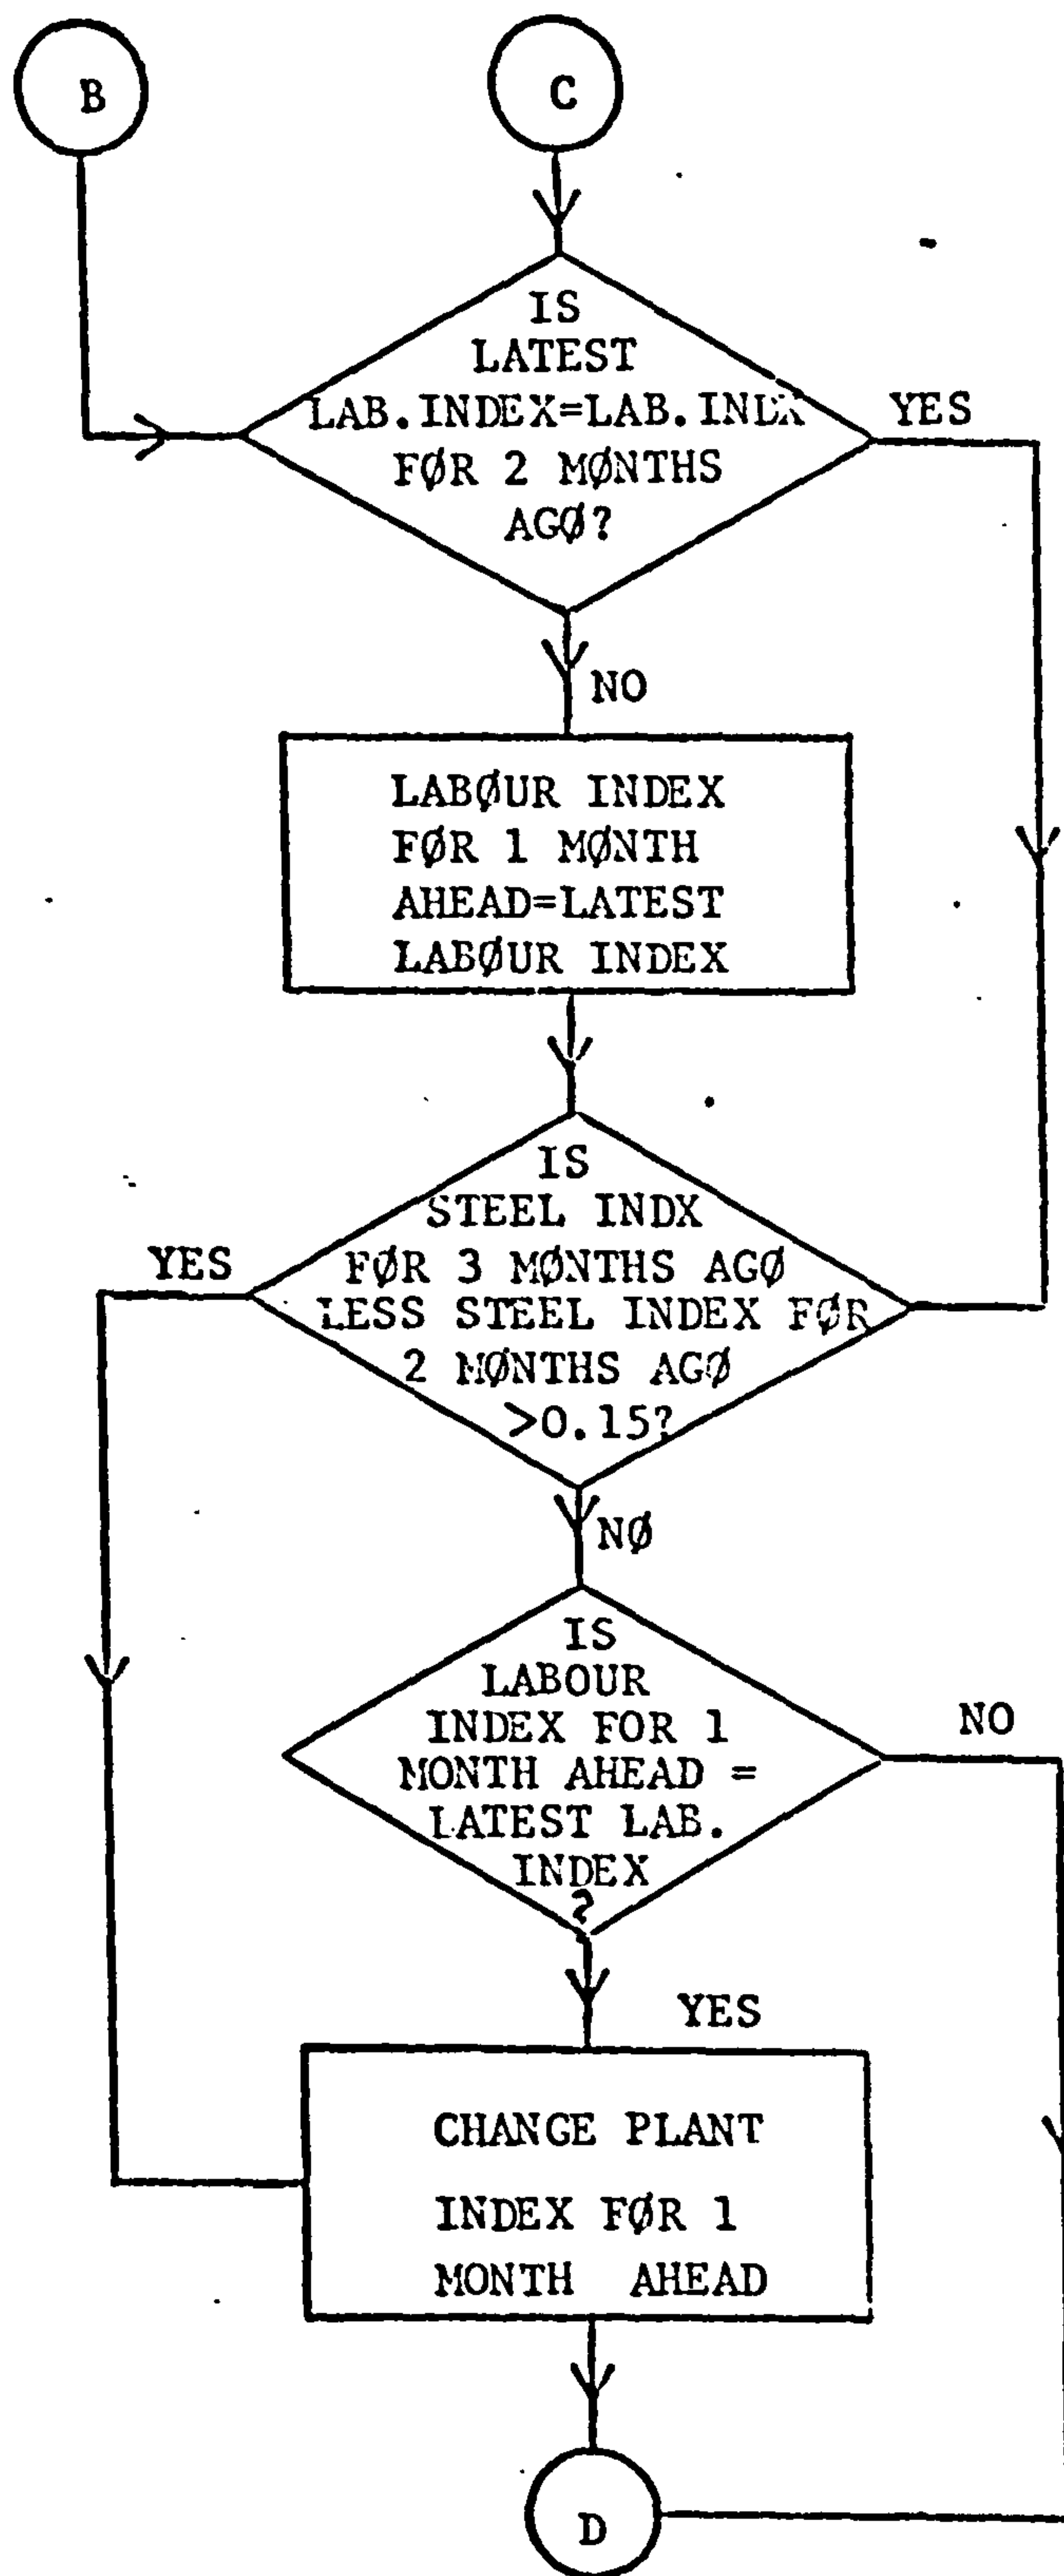 B
C
IS
LATEST
LAB.INDEX=LAB.INDX
FØR 2 MØNTHS
AGØ?
YES
NO
LABØUR INDEX
FØR 1 MØNTH
AHEAD=LATEST
LABØUR INDEX
IS
STEEL INDX
FØR 3 MØNTHS AGØ
LESS STEEL INDEX FØR
2 MØNTHS AGØ
>0.15?
YES
NØ
IS
LABOUR
INDEX FOR 1
MONTH AHEAD =
LATEST LAB.
INDEX
?
NO
YES
CHANGE PLANT
INDEX FØR 1
MONTH AHEAD
D